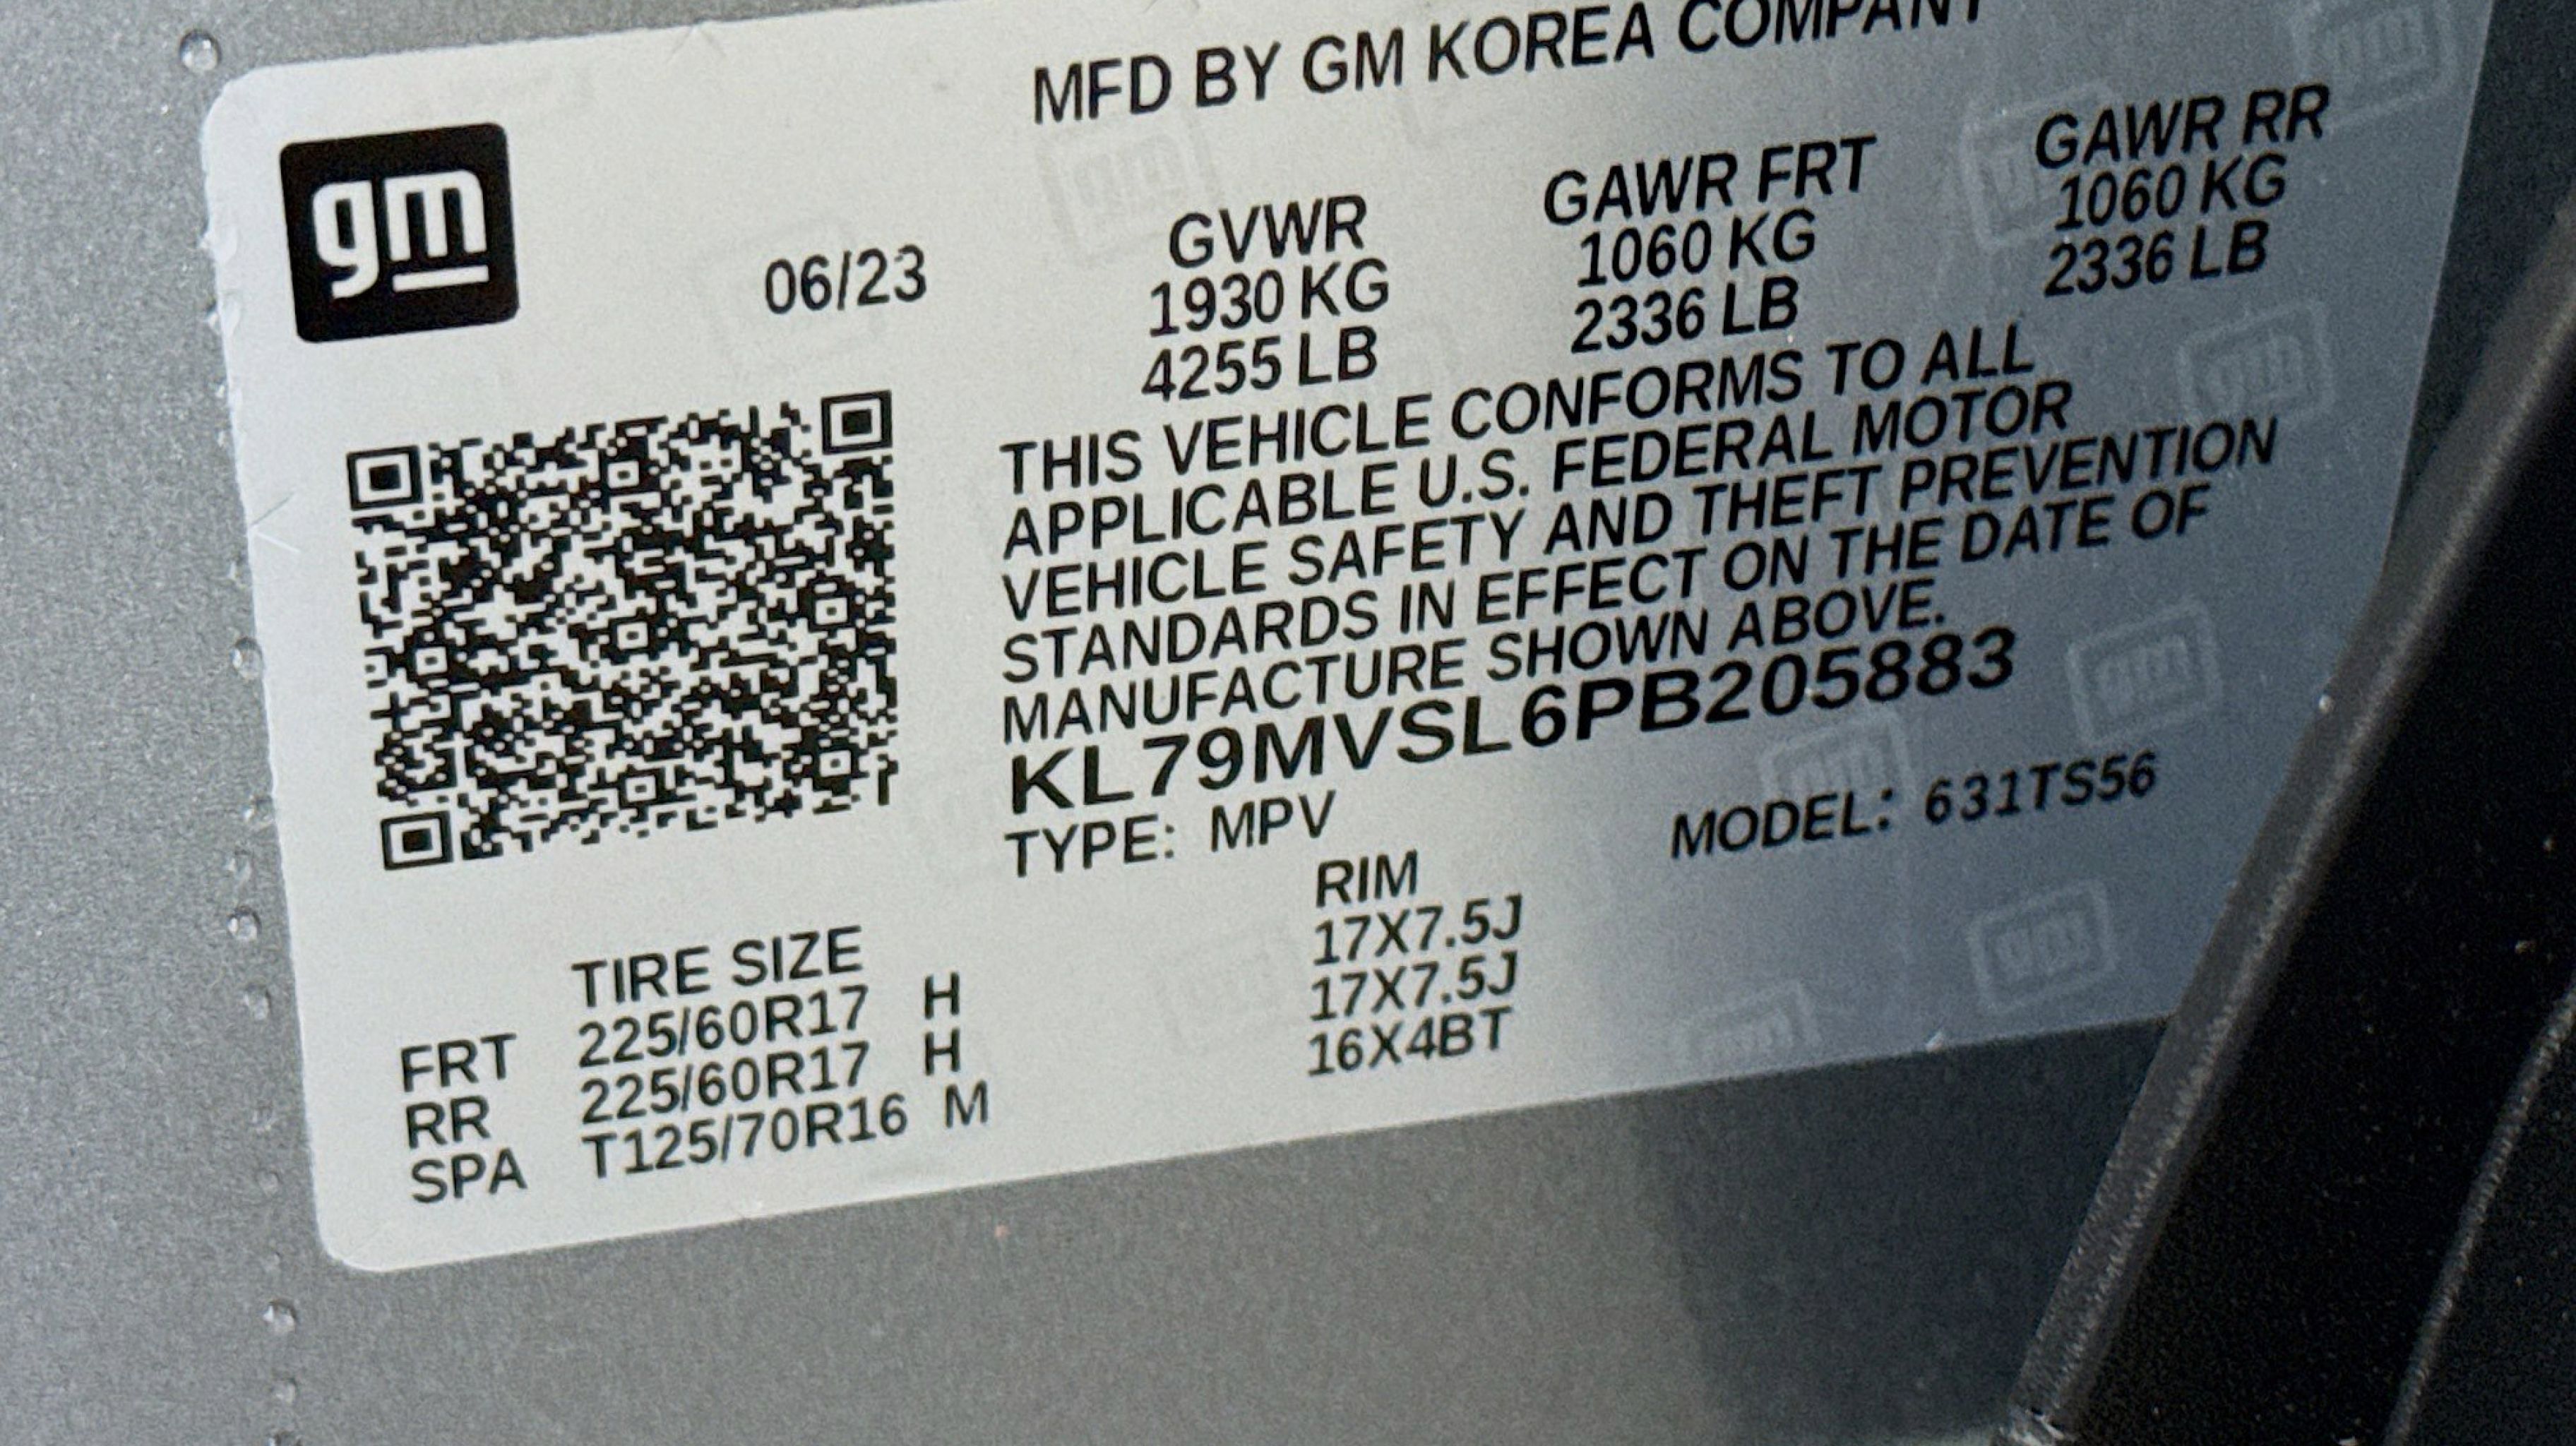 MFD BY GM KOREA COMPANY
gm
06/23
GVWR GAWR FRT GAWR RR
1930 KG 1060 KG 1060 KG
4255 LB 2336 LB 2336 LB
THIS VEHICLE CONFORMS TO ALL
APPLICABLE U.S. FEDERAL MOTOR
VEHICLE SAFETY AND THEFT PREVENTION
STANDARDS IN EFFECT ON THE DATE OF
MANUFACTURE SHOWN ABOVE.
KL79MVSL6PB205883
TYPE: MPV MODEL: 631TS56
TIRE SIZE RIM
FRT 225/60R17 H 17X7.5J
RR 225/60R17 H 17X7.5J
SPA T125/70R16 M 16X4BT